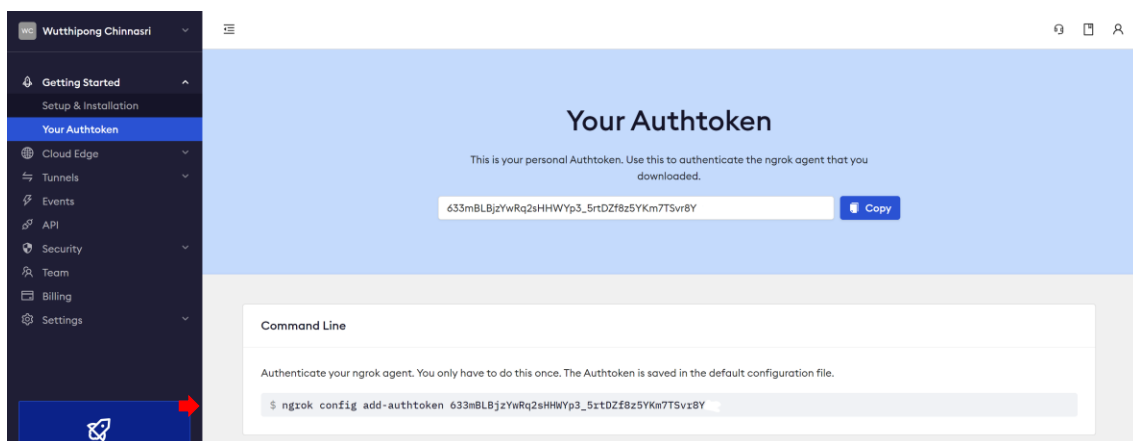 WC Wutthipong Chinnasri
Getting Started
Setup & Installation
Your Authtoken
Cloud Edge
Tunnels
Events
API
Security
Team
Billing
Settings
Your Authtoken
This is your personal Authtoken. Use this to authenticate the ngrok agent that you
downloaded.
633mBLBjzYwRq2sHHWYp3_5rtDZf8z5YKm7TSvr8Y
Copy
Command Line
Authenticate your ngrok agent. You only have to do this once. The Authtoken is saved in the default configuration file.
$ ngrok config add-authtoken 633mBLBjzYwRq2sHHWYp3_5rtDZf8z5YKm7TSvr8Y